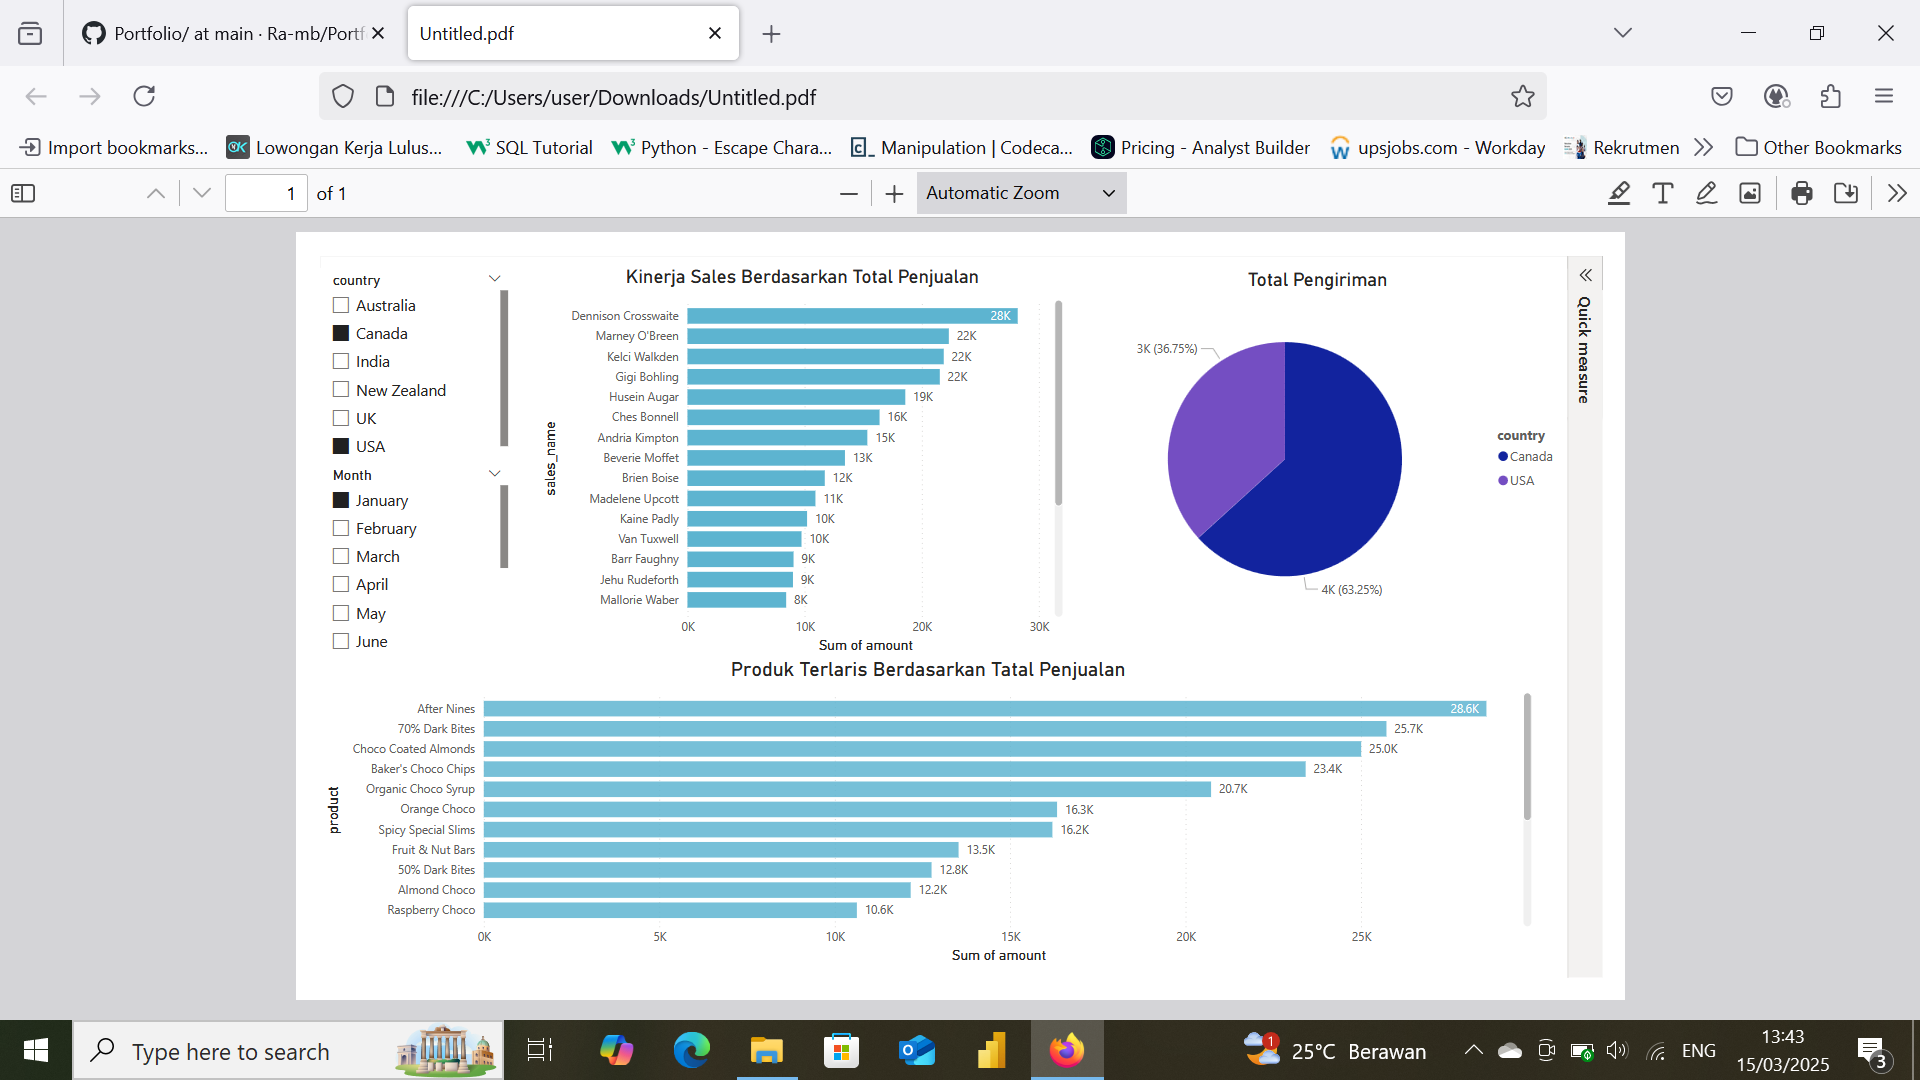 Portfolio/ at main · Ra-mb/Portf
Untitled.pdf
file:///C:/Users/user/Downloads/Untitled.pdf
Import bookmarks...
Lowongan Kerja Lulus...
SQL Tutorial
Python - Escape Chara...
Manipulation | Codeca...
Pricing - Analyst Builder
upsjobs.com - Workday
Rekrutmen
Other Bookmarks
1 of 1
Automatic Zoom
country
Australia
Canada
India
New Zealand
UK
USA
Month
January
February
March
April
May
June
Kinerja Sales Berdasarkan Total Penjualan
sales_name
Dennison Crosswaite 28K
Marney O'Breen 22K
Kelci Walkden 22K
Gigi Bohling 22K
Husein Augar 19K
Ches Bonnell 16K
Andria Kimpton 15K
Beverie Moffet 13K
Brien Boise 12K
Madelene Upcott 11K
Kaine Padly 10K
Van Tuxwell 10K
Barr Faughny 9K
Jehu Rudeforth 9K
Mallorie Waber 8K
0K 10K 20K 30K
Sum of amount
Total Pengiriman
3K (36.75%)
4K (63.25%)
country
Canada
USA
Quick measure
Produk Terlaris Berdasarkan Tatal Penjualan
product
After Nines 28.6K
70% Dark Bites 25.7K
Choco Coated Almonds 25.0K
Baker's Choco Chips 23.4K
Organic Choco Syrup 20.7K
Orange Choco 16.3K
Spicy Special Slims 16.2K
Fruit & Nut Bars 13.5K
50% Dark Bites 12.8K
Almond Choco 12.2K
Raspberry Choco 10.6K
0K 5K 10K 15K 20K 25K
Sum of amount
Type here to search
1
25°C Berawan
ENG
13:43
15/03/2025
3